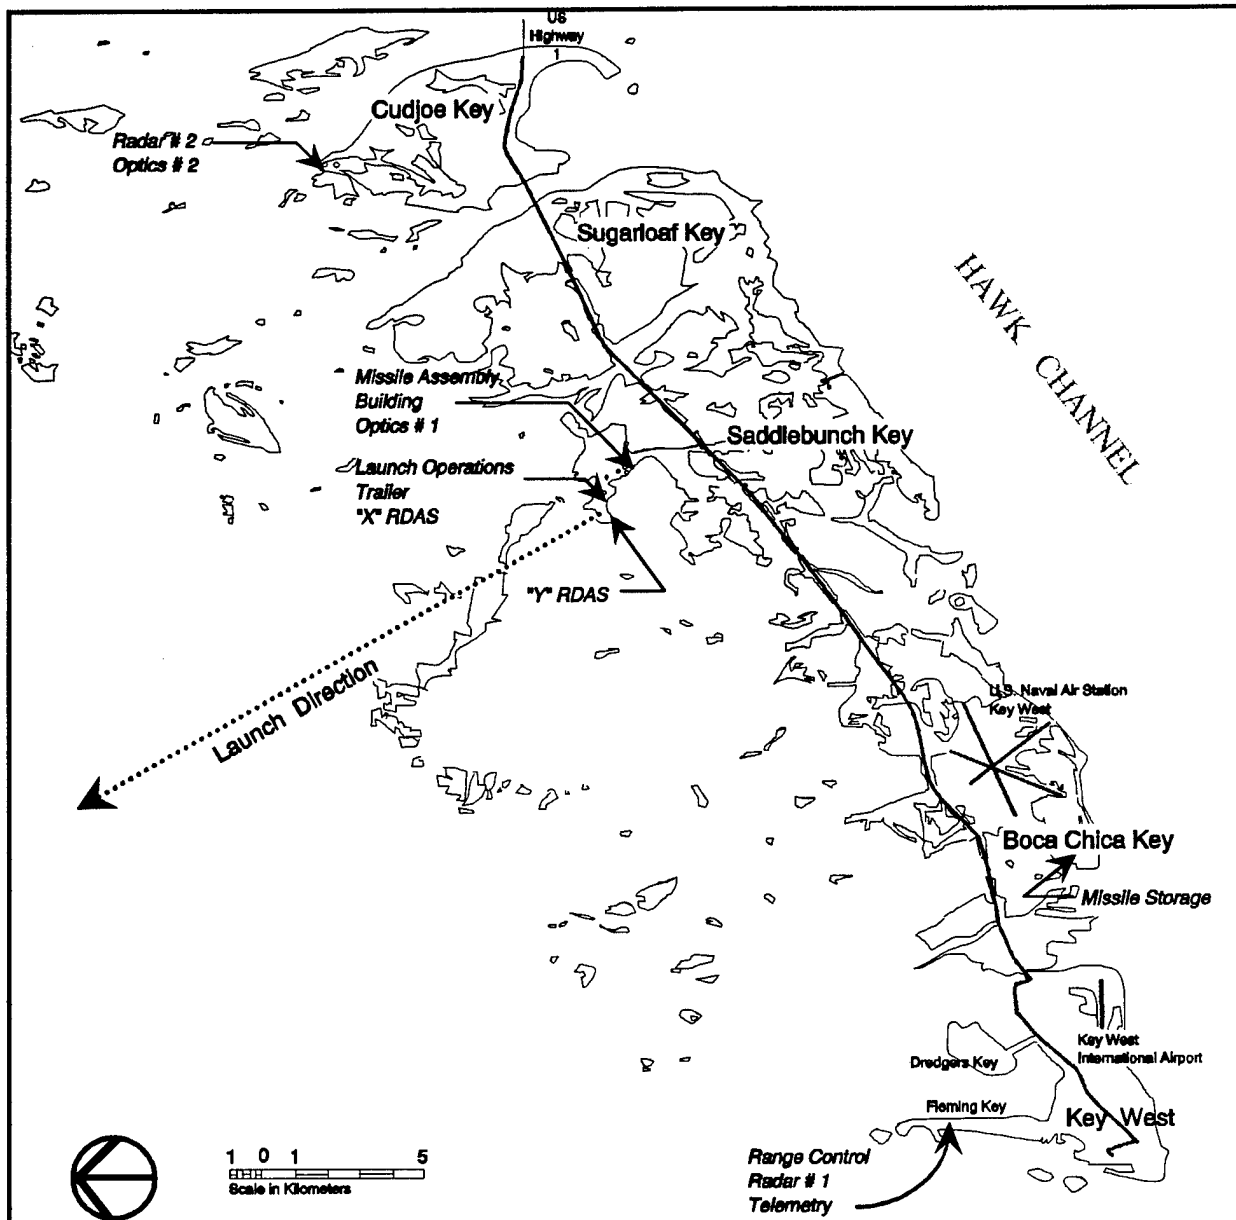 US
Highway
1
Cudjoe Key
Radar # 2
Optics # 2
Sugarloaf Key
HAWK CHANNEL
Missile Assembly
Building
Optics # 1
Saddlebunch Key
Launch Operations
Trailer
"X" RDAS
"Y" RDAS
Launch Direction
U.S. Naval Air Station
Key West
Boca Chica Key
Missile Storage
Key West
International Airport
Dredgers Key
Fleming Key
Key West
1 0 1 5
Scale in Kilometers
Range Control
Radar # 1
Telemetry